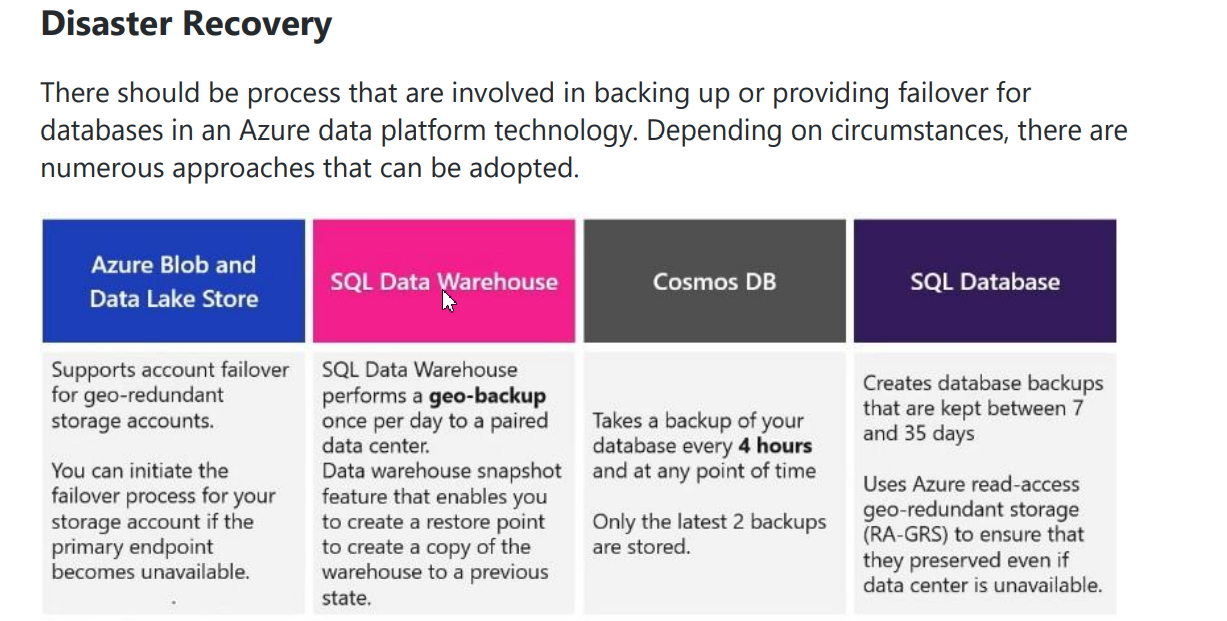 Disaster Recovery
There should be process that are involved in backing up or providing failover for
databases in an Azure data platform technology. Depending on circumstances, there are
numerous approaches that can be adopted.
Azure Blob and
Data Lake Store
Supports account failover
for geo-redundant
storage accounts.
You can initiate the
failover process for your
storage account if the
primary endpoint
becomes unavailable.
.
SQL Data Warehouse
SQL Data Warehouse
performs a geo-backup
once per day to a paired
data center.
Data warehouse snapshot
feature that enables you
to create a restore point
to create a copy of the
warehouse to a previous
state.
Cosmos DB
Takes a backup of your
database every 4 hours
and at any point of time
Only the latest 2 backups
are stored.
SQL Database
Creates database backups
that are kept between 7
and 35 days
Uses Azure read-access
geo-redundant storage
(RA-GRS) to ensure that
they preserved even if
data center is unavailable.